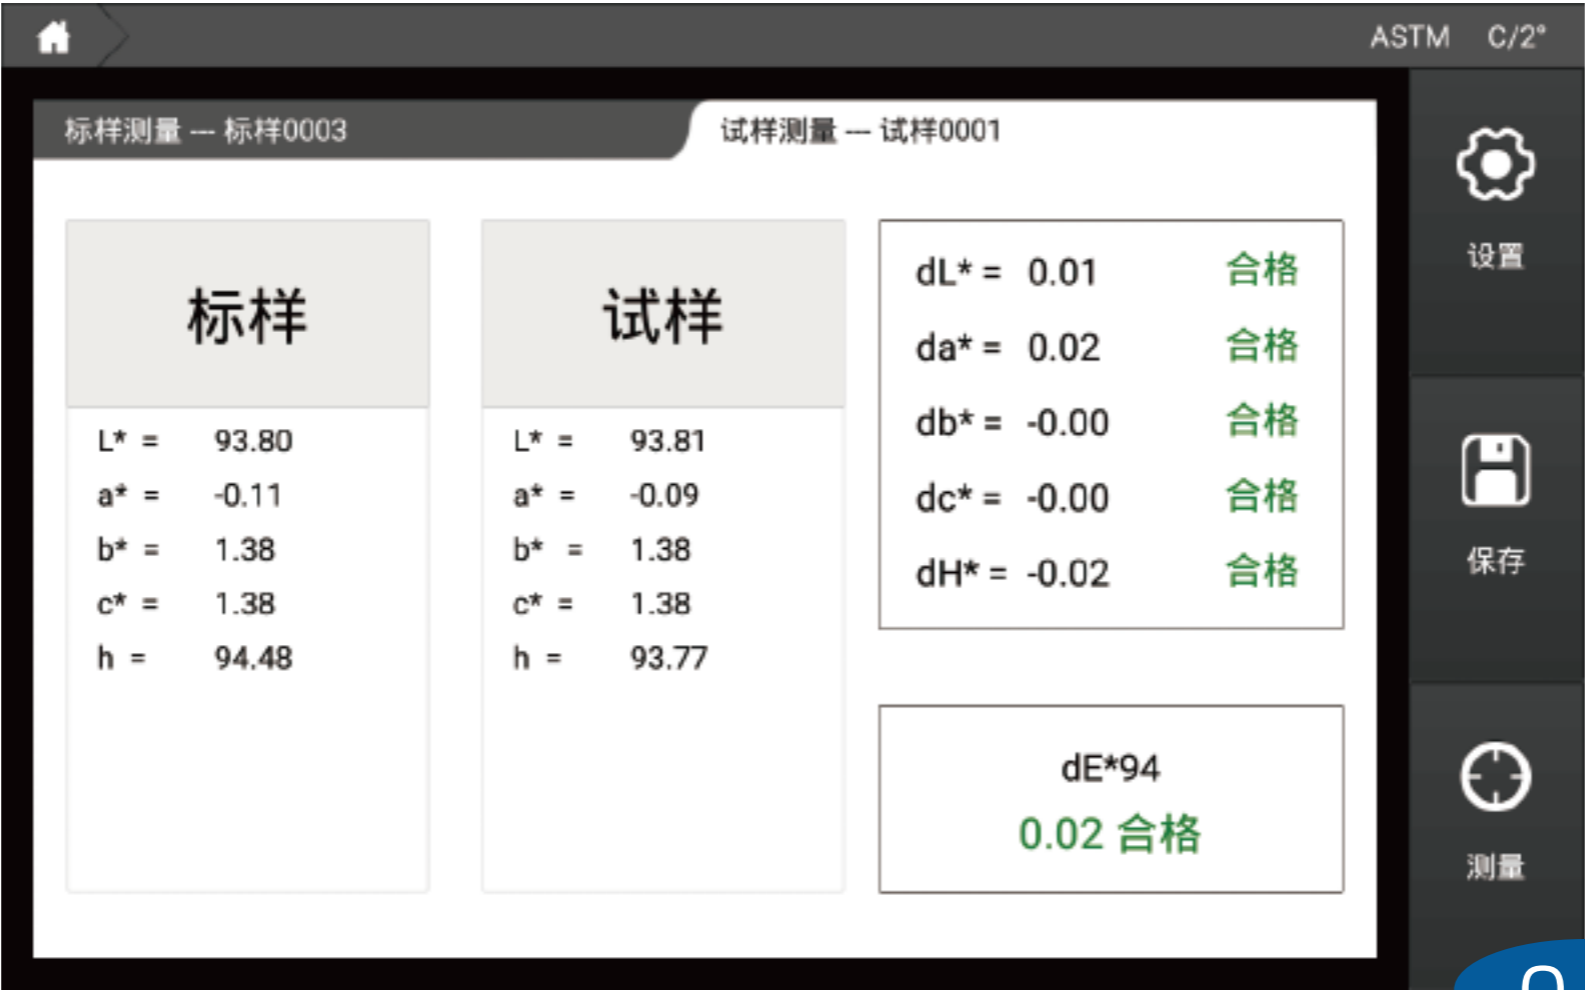 ASTM C/2°
标样测量 --- 标样0003
试样测量 --- 试样0001
标样
L* = 93.80
a* = -0.11
b* = 1.38
c* = 1.38
h = 94.48
试样
L* = 93.81
a* = -0.09
b* = 1.38
c* = 1.38
h = 93.77
dL* = 0.01 合格
da* = 0.02 合格
db* = -0.00 合格
dc* = -0.00 合格
dH* = -0.02 合格
dE*94
0.02 合格
设置
保存
测量